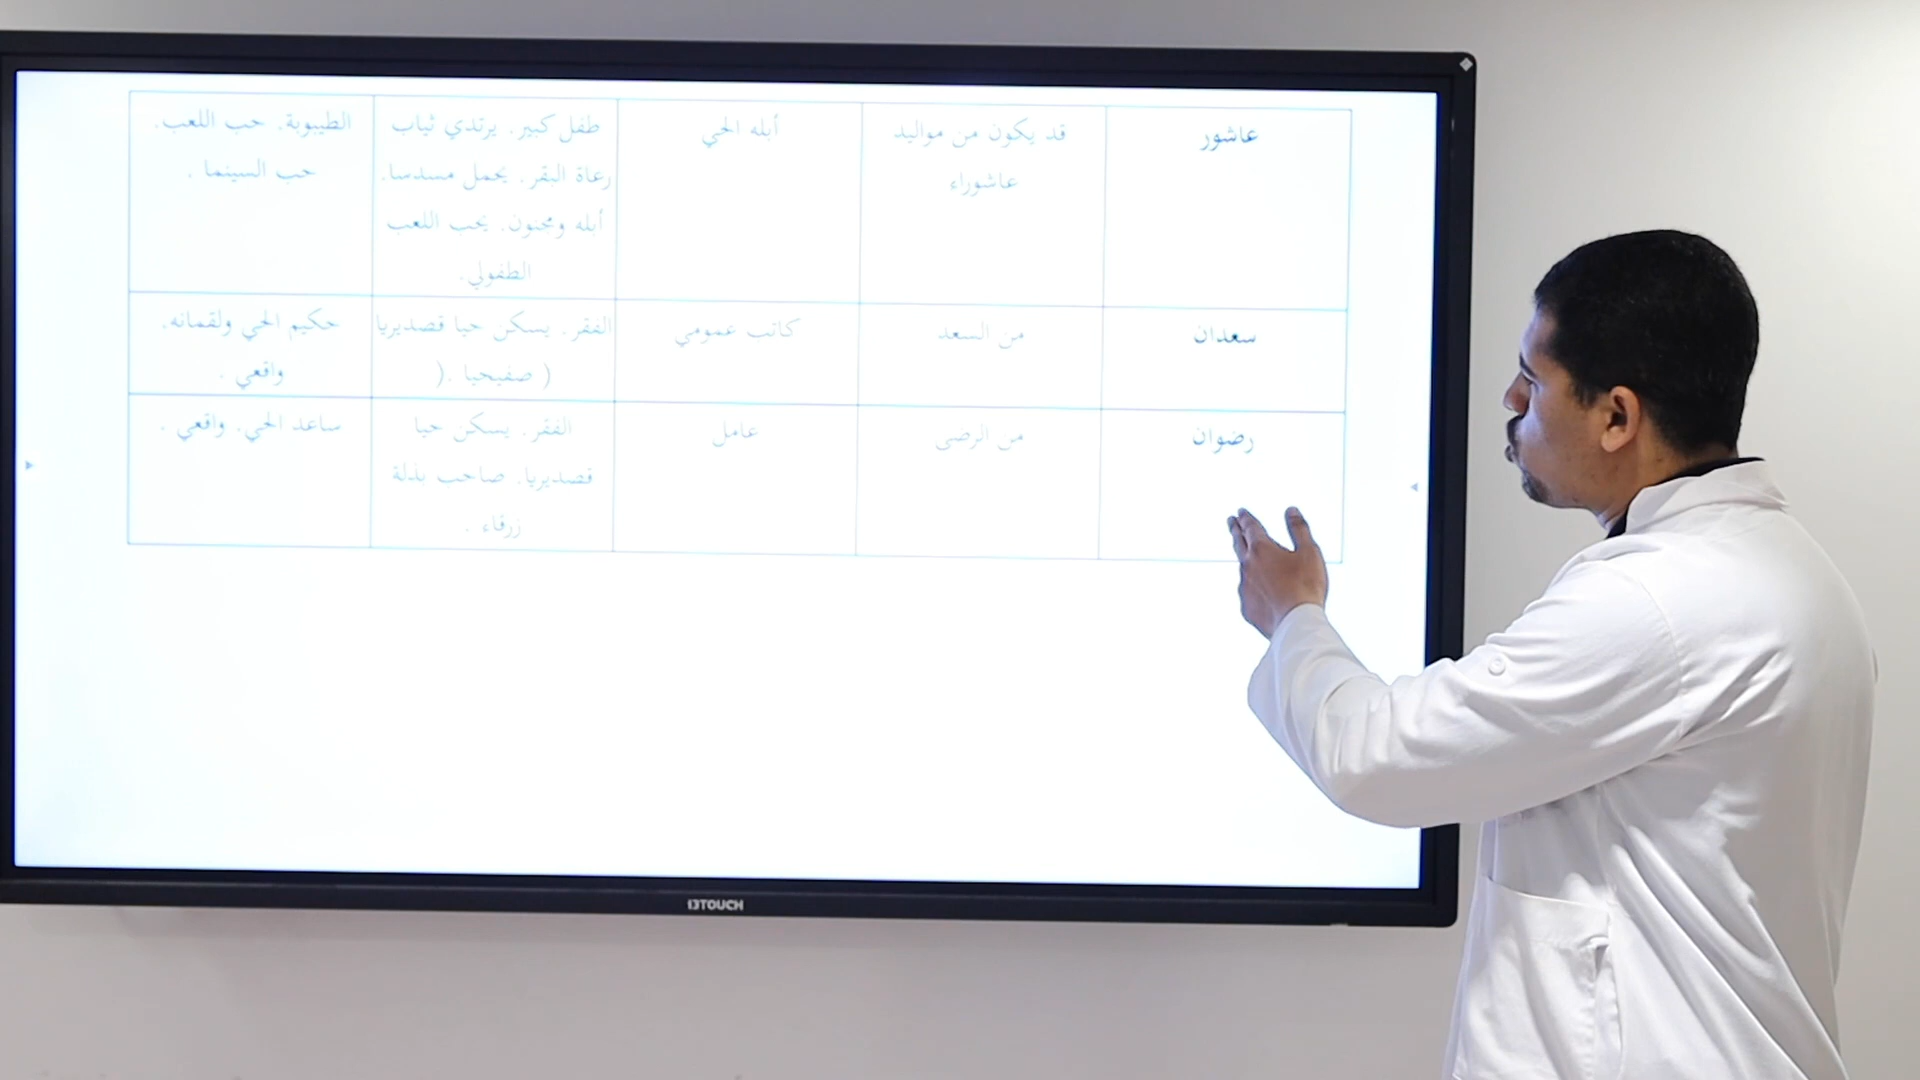 عاشور
قد يكون من مواليد
عاشوراء
أبله الحي
طفل كبير. يرتدي ثياب
رعاة البقر. يحمل مسدسا.
أبله ومجنون. يحب اللعب
الطفولي.
الطيبوبة. حب اللعب.
حب السينما .
سعدان
من السعد
كاتب عمومي
الفقر. يسكن حيا قصديريا
( صفيحيا .(
حكيم الحي ولقمانه.
واقعي .
رضوان
من الرضى
عامل
الفقر. يسكن حيا
قصديريا. صاحب بذلة
زرقاء .
ساعد الحي. واقعي .
i3TOUCH